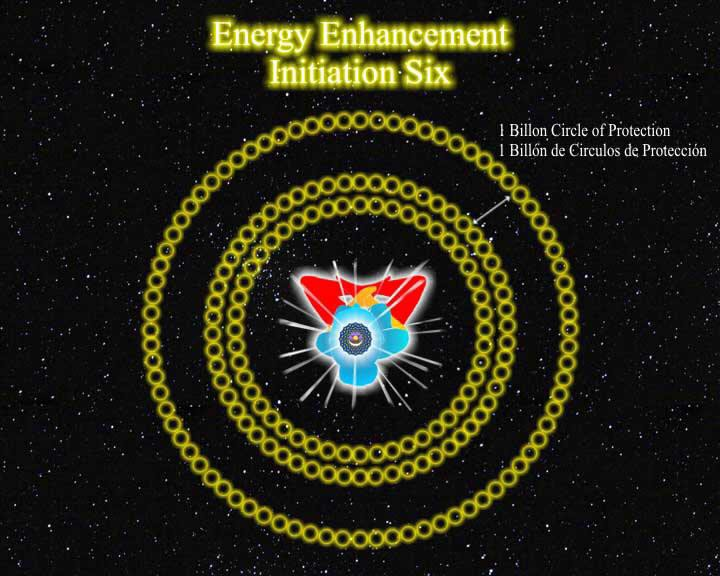 Energy Enhancement
Initiation Six
1 Billon Circle of Protection
1 Billón de Circulos de Protección